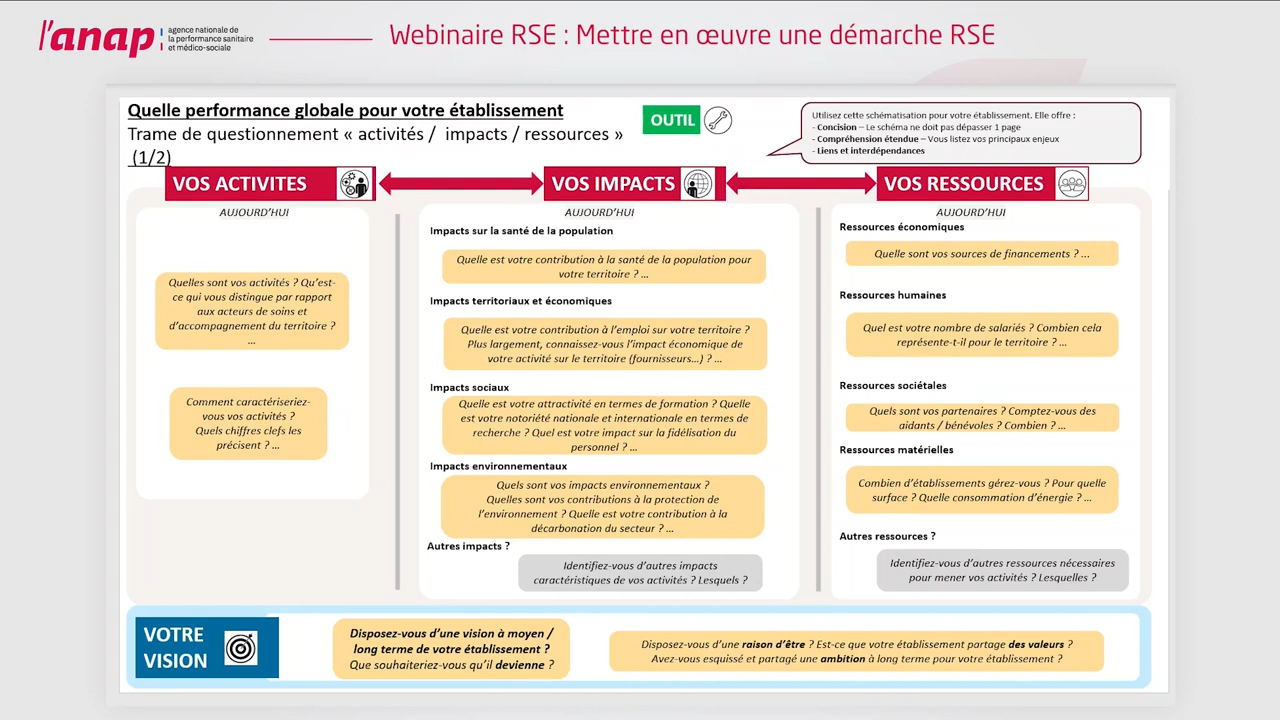 l'anap
agence nationale de
la performance sanitaire
et médico-sociale
Webinaire RSE : Mettre en œuvre une démarche RSE
Quelle performance globale pour votre établissement
Trame de questionnement « activités / impacts / ressources »
(1/2)
OUTIL
Utilisez cette schématisation pour votre établissement. Elle offre :
- Concision – Le schéma ne doit pas dépasser 1 page
- Compréhension étendue – Vous listez vos principaux enjeux
- Liens et interdépendances
VOS ACTIVITES
AUJOURD'HUI
Quelles sont vos activités ? Qu'est-
ce qui vous distingue par rapport
aux acteurs de soins et
d'accompagnement du territoire ?
...
Comment caractériseriez-
vous vos activités ?
Quels chiffres clefs les
précisent ? ...
VOS IMPACTS
AUJOURD'HUI
Impacts sur la santé de la population
Quelle est votre contribution à la santé de la population pour
votre territoire ? ...
Impacts territoriaux et économiques
Quelle est votre contribution à l'emploi sur votre territoire ?
Plus largement, connaissez-vous l'impact économique de
votre activité sur le territoire (fournisseurs...) ? ...
Impacts sociaux
Quelle est votre attractivité en termes de formation ? Quelle
est votre notoriété nationale et internationale en termes de
recherche ? Quel est votre impact sur la fidélisation du
personnel ? ...
Impacts environnementaux
Quels sont vos impacts environnementaux ?
Quelles sont vos contributions à la protection de
l'environnement ? Quelle est votre contribution à la
décarbonation du secteur ? ...
Autres impacts ?
Identifiez-vous d'autres impacts
caractéristiques de vos activités ? Lesquels ?
VOS RESSOURCES
AUJOURD'HUI
Ressources économiques
Quelle sont vos sources de financements ? ...
Ressources humaines
Quel est votre nombre de salariés ? Combien cela
représente-t-il pour le territoire ? ...
Ressources sociétales
Quels sont vos partenaires ? Comptez-vous des
aidants / bénévoles ? Combien ? ...
Ressources matérielles
Combien d'établissements gérez-vous ? Pour quelle
surface ? Quelle consommation d'énergie ? ...
Autres ressources ?
Identifiez-vous d'autres ressources nécessaires
pour mener vos activités ? Lesquelles ?
VOTRE
VISION
Disposez-vous d'une vision à moyen /
long terme de votre établissement ?
Que souhaiteriez-vous qu'il devienne ?
Disposez-vous d'une raison d'être ? Est-ce que votre établissement partage des valeurs ?
Avez-vous esquissé et partagé une ambition à long terme pour votre établissement ?